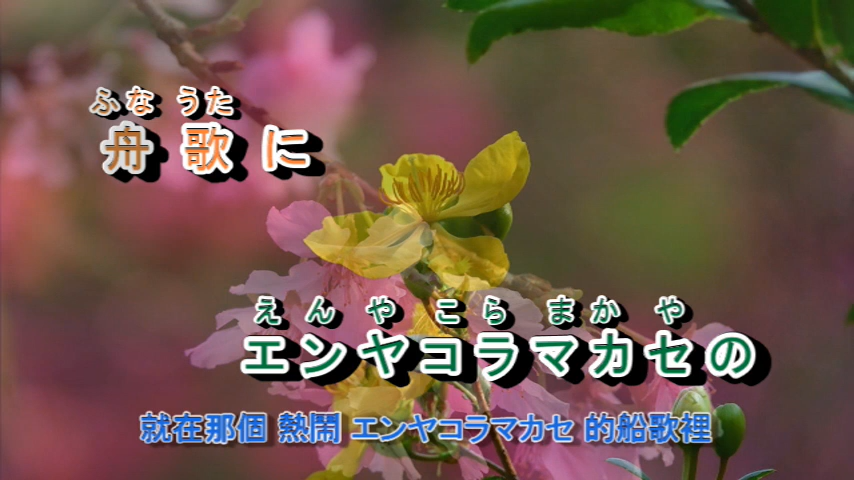 ふな うた
舟歌に
えん や こら まか や
エンヤコラマカセの
就在那個 熱鬧 エンヤコラマカセ 的船歌裡